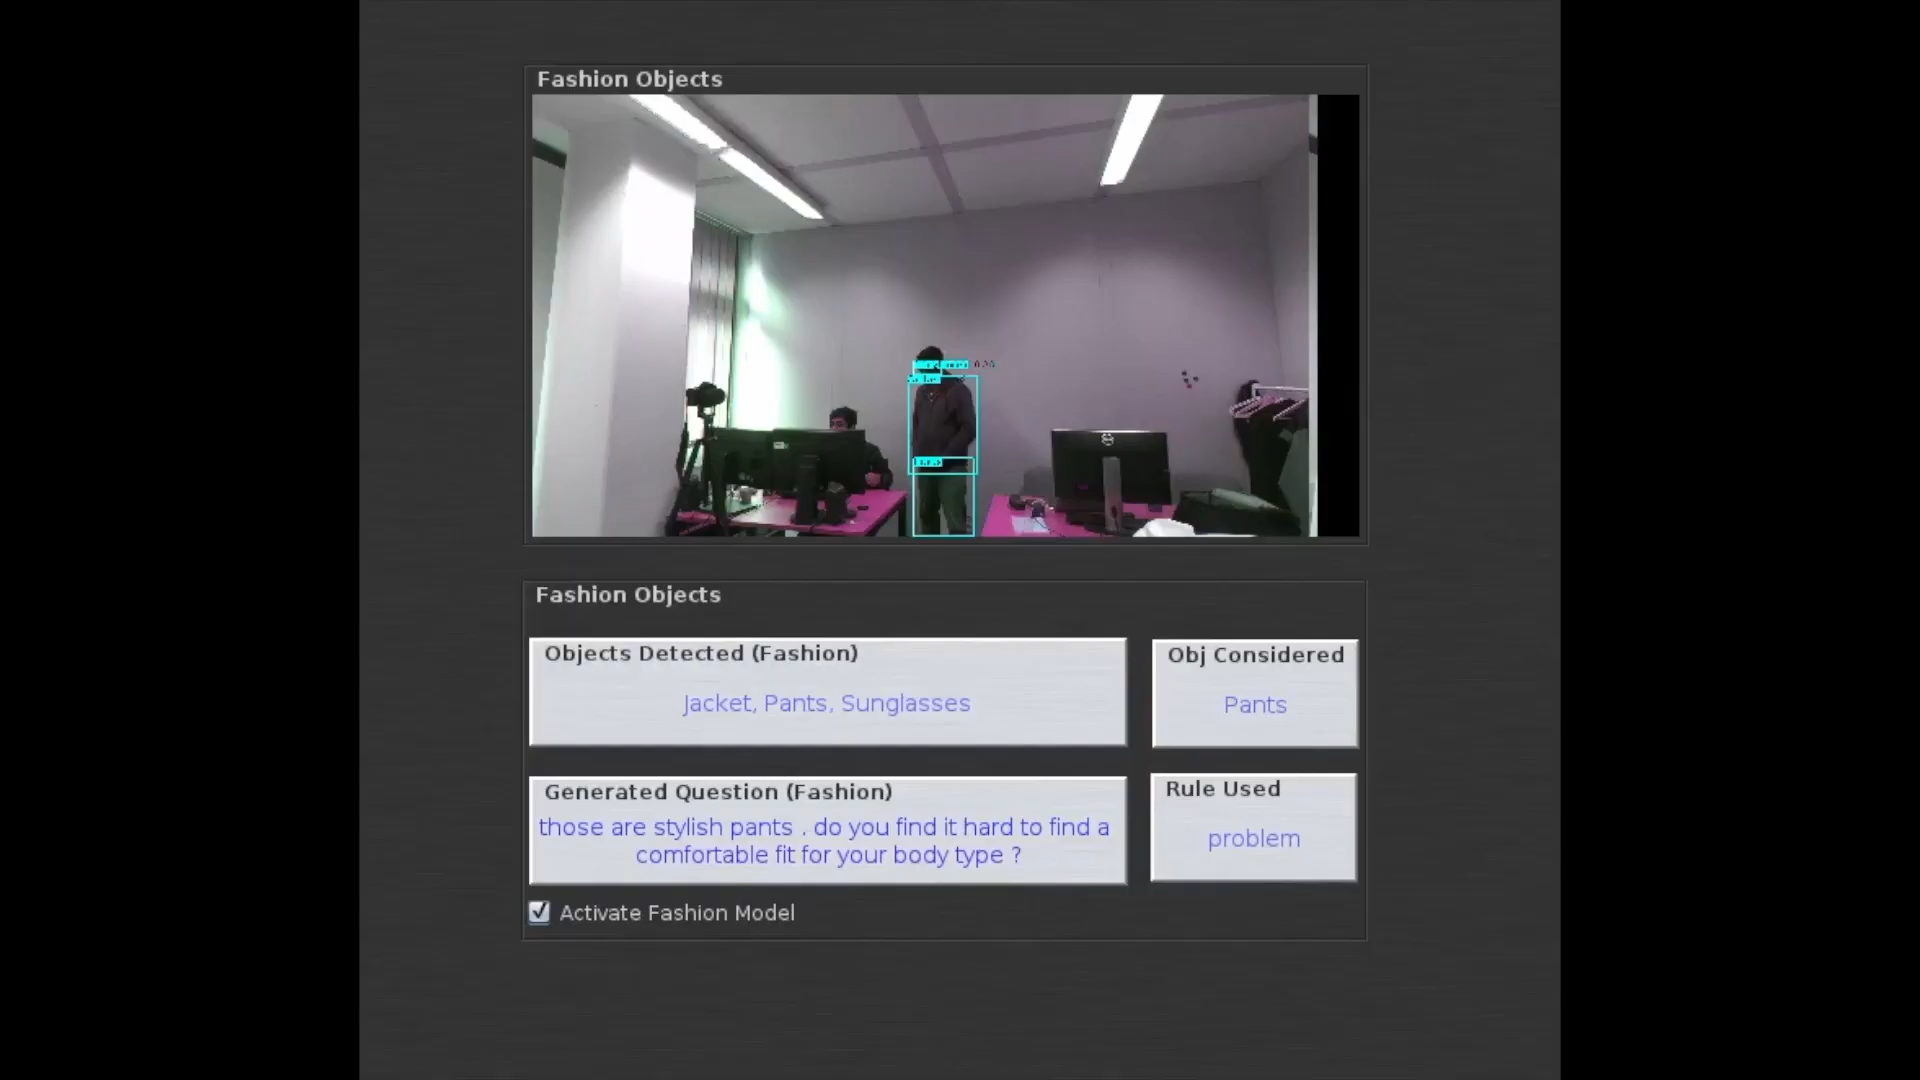 Fashion Objects
Fashion Objects
Objects Detected (Fashion)
Jacket, Pants, Sunglasses
Obj Considered
Pants
Generated Question (Fashion)
those are stylish pants . do you find it hard to find a
comfortable fit for your body type ?
Rule Used
problem
Activate Fashion Model